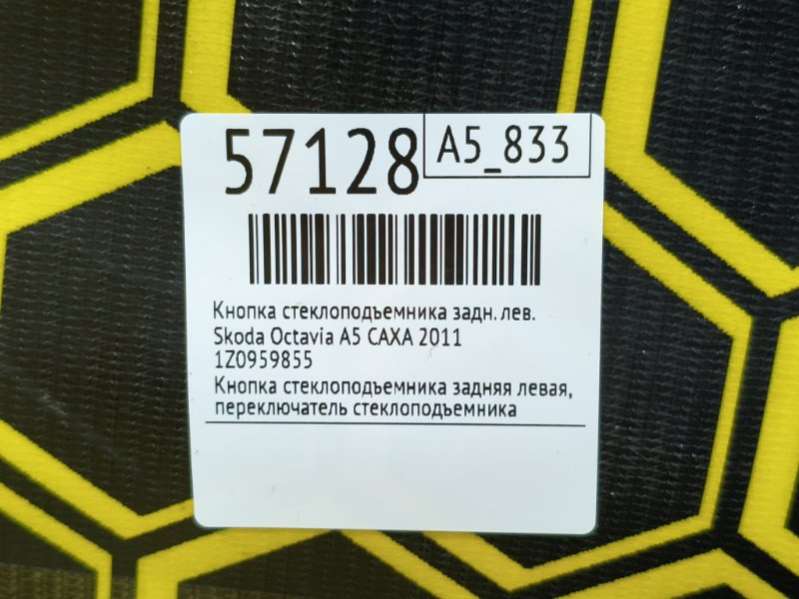 57128
A5_833
Кнопка стеклоподъемника задн. лев.
Skoda Octavia A5 CAXA 2011
1Z0959855
Кнопка стеклоподъемника задняя левая,
переключатель стеклоподъемника